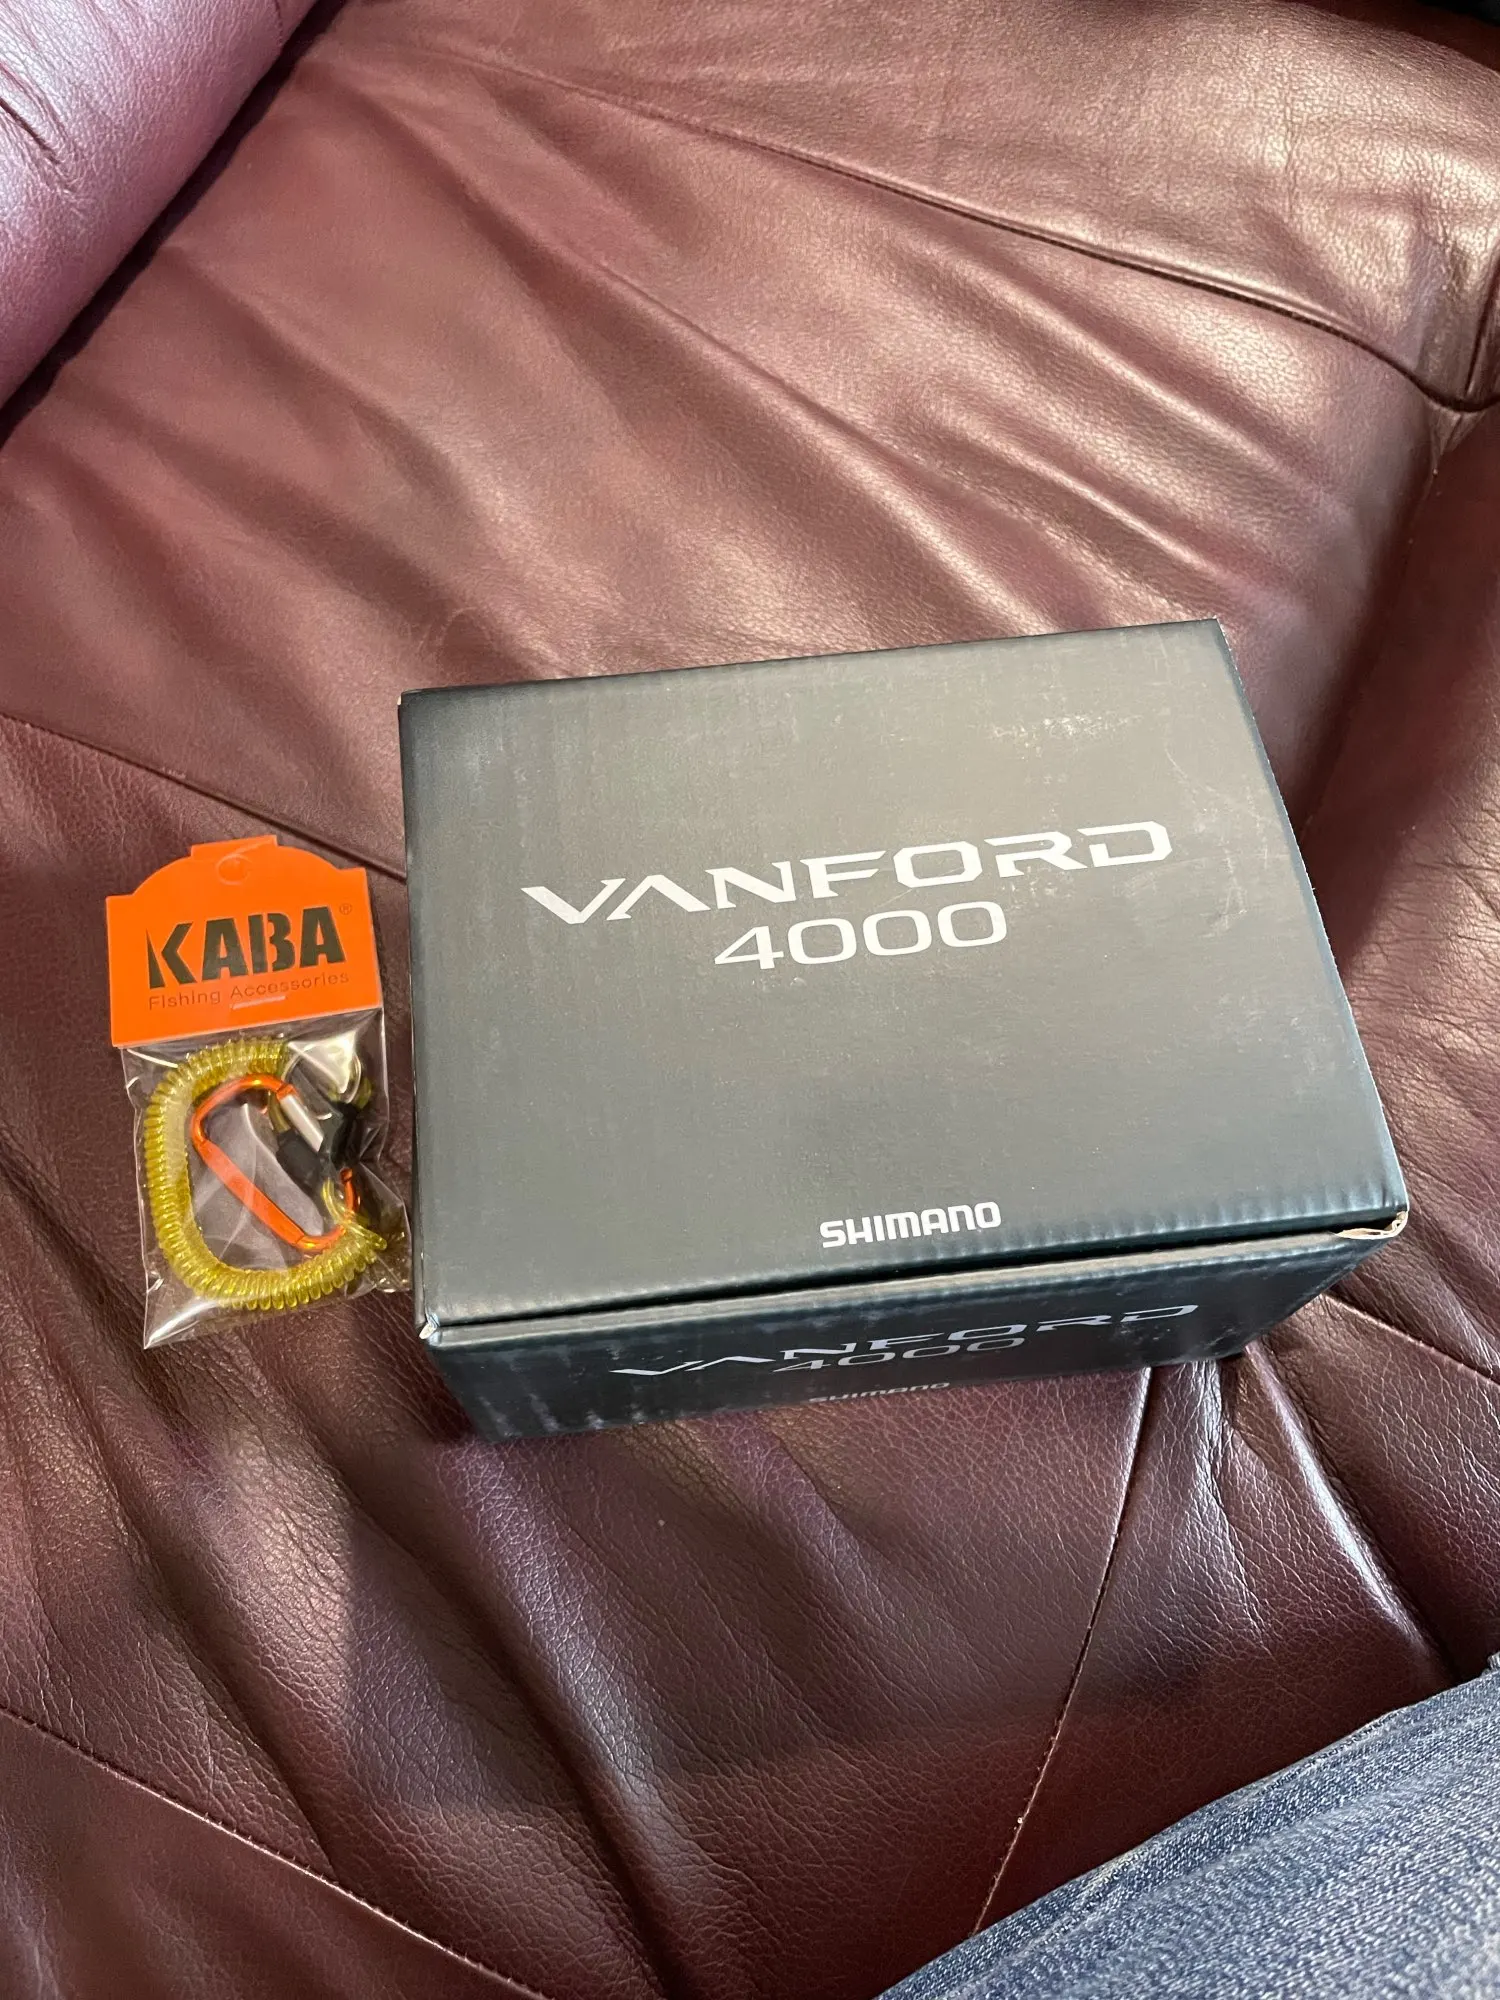 KABA®
Fishing Accessories
VANFORD
4000
SHIMANO
VANFORD
4000
SHIMANO